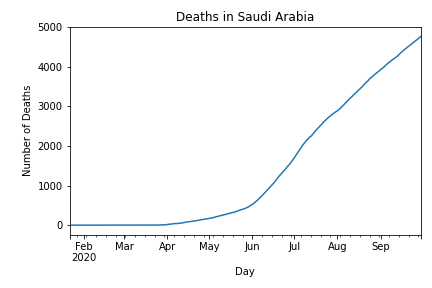 Deaths in Saudi Arabia
5000
4000
3000
2000
1000
0
Number of Deaths
Feb Mar Apr May Jun Jul Aug Sep
2020
Day